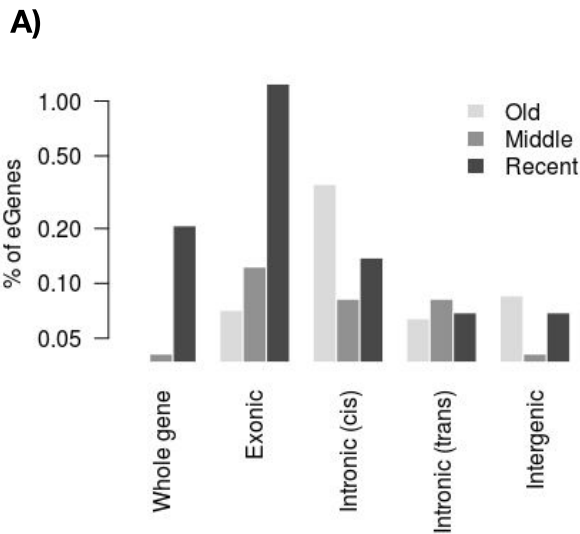 A)
% of eGenes
1.00
0.50
0.20
0.10
0.05
Old
Middle
Recent
Whole gene
Exonic
Intronic (cis)
Intronic (trans)
Intergenic